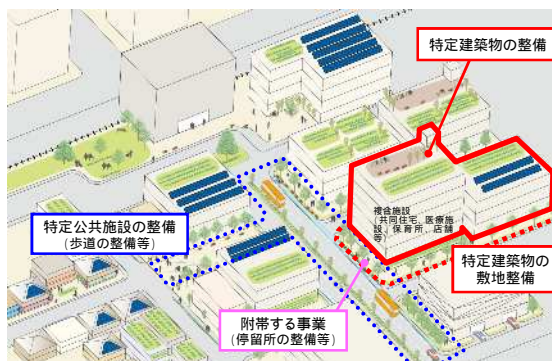 特定建築物の整備
複合施設
(共同住宅、医療施
設、保育所、店舗
等)
特定公共施設の整備
(歩道の整備等)
特定建築物の
敷地整備
附帯する事業
(停留所の整備等)